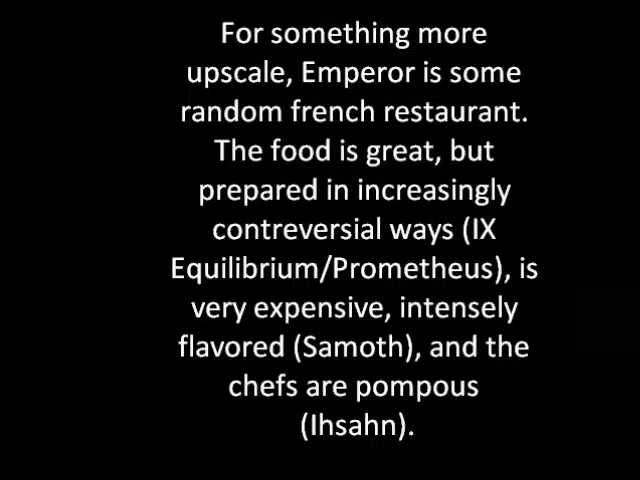 For something more
upscale, Emperor is some
random french restaurant.
The food is great, but
prepared in increasingly
contreversial ways (IX
Equilibrium/Prometheus), is
very expensive, intensely
flavored (Samoth), and the
chefs are pompous
(Ihsahn).